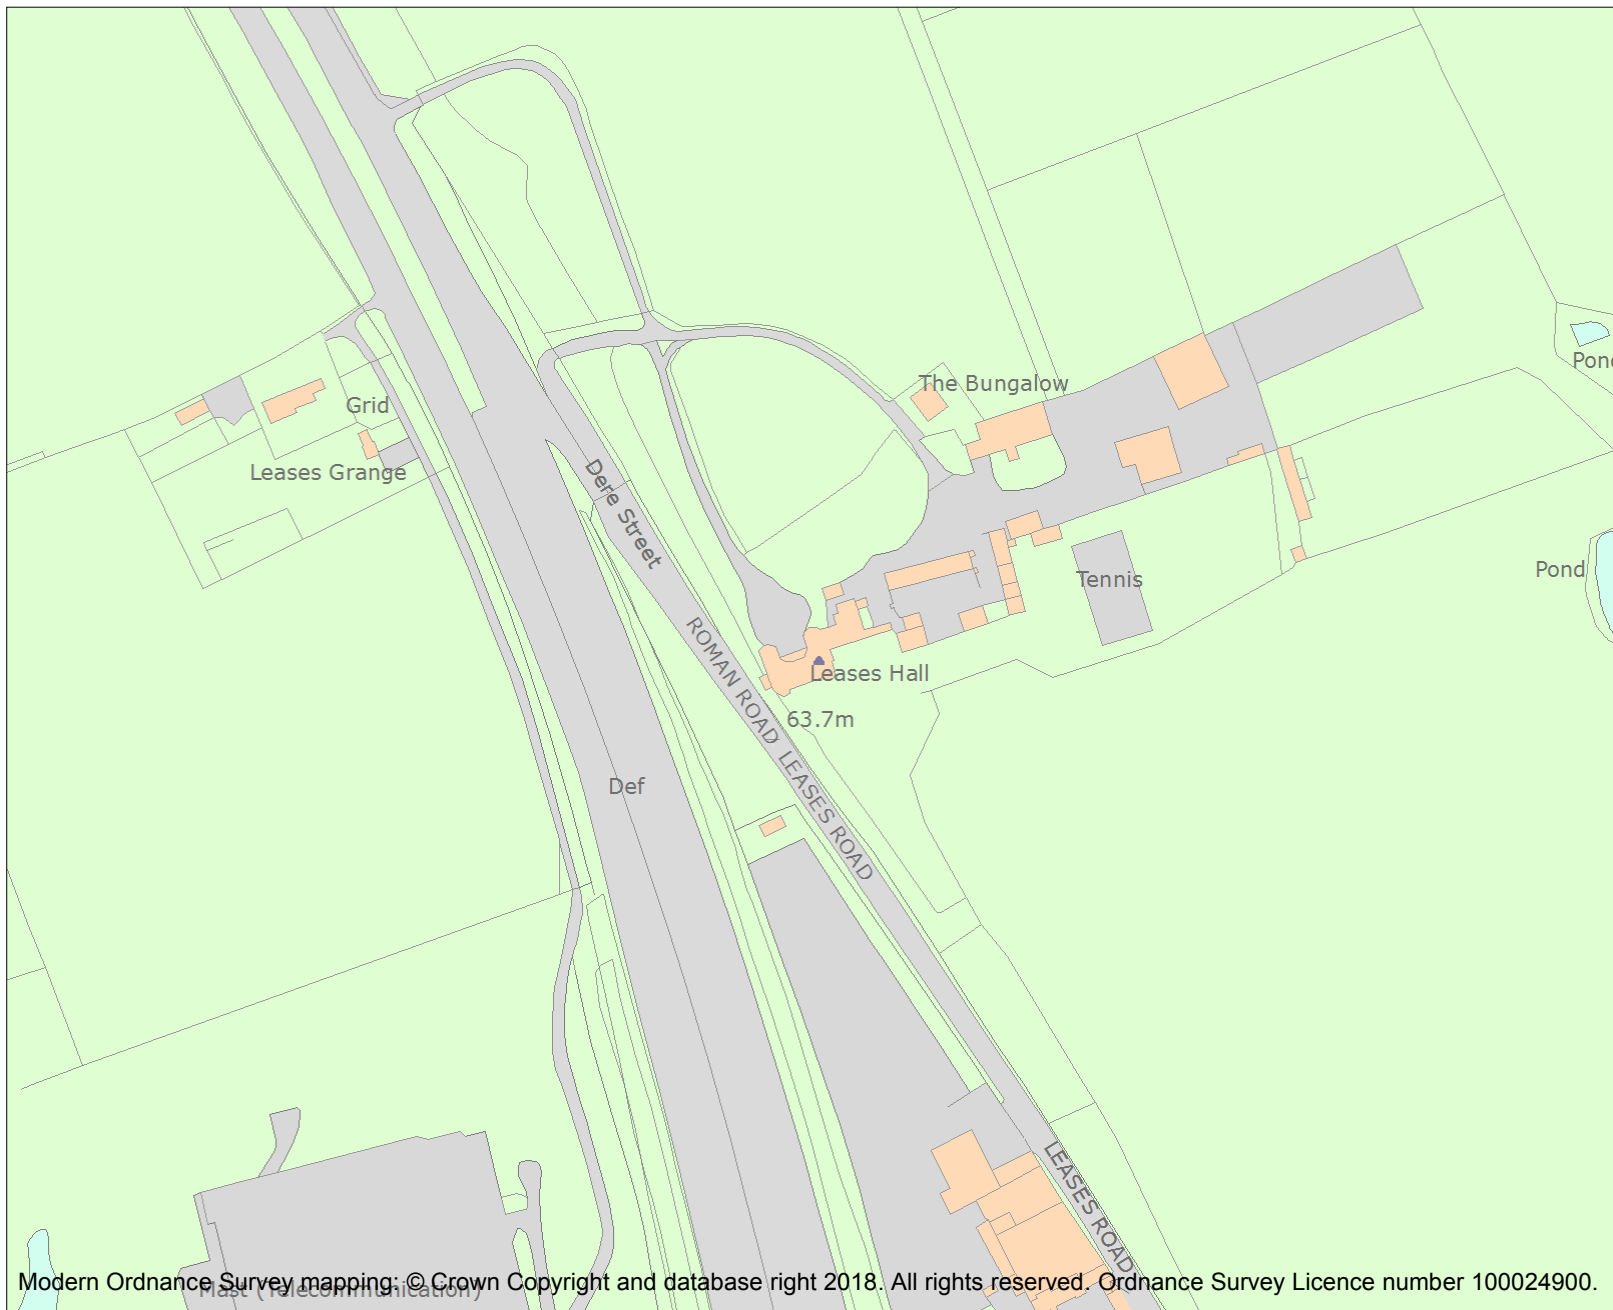 The Bungalow
Pond
Grid
Leases Grange
Dere Street
Tennis
Pond
ROMAN ROAD
Leases Hall
63.7m
LEASES ROAD
Def
LEASES ROAD
Mast (Telecommunication)
Modern Ordnance Survey mapping: © Crown Copyright and database right 2018. All rights reserved. Ordnance Survey Licence number 100024900.